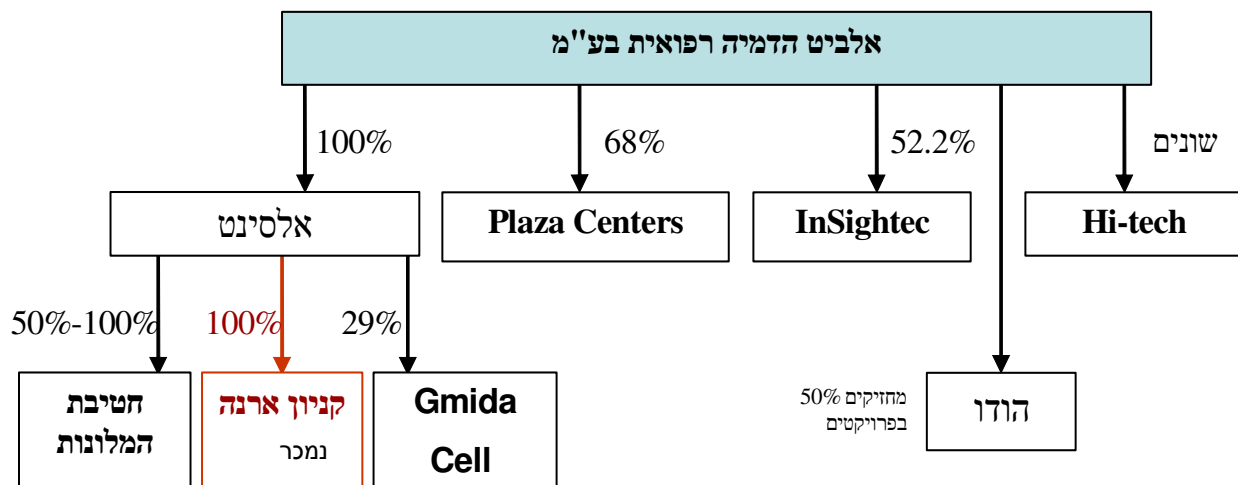 אלביט הדמיה רפואית בע"מ
100%
68%
52.2%
שונים
אלסינט
Plaza Centers
InSightec
Hi-tech
50%-100%
100%
29%
חטיבת
המלונות
קניון ארנה
נמכר
Gmida
Cell
מחזיקים 50%
בפרויקטים
הודו